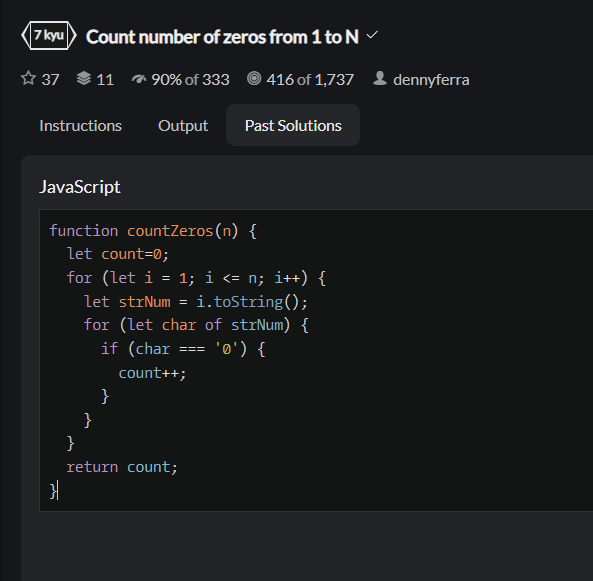 7 kyu Count number of zeros from 1 to N
37 11 90% of 333 416 of 1,737 dennyferra
Instructions Output Past Solutions
JavaScript
function countZeros(n) {
  let count=0;
  for (let i = 1; i <= n; i++) {
    let strNum = i.toString();
    for (let char of strNum) {
      if (char === '0') {
        count++;
      }
    }
  }
  return count;
}